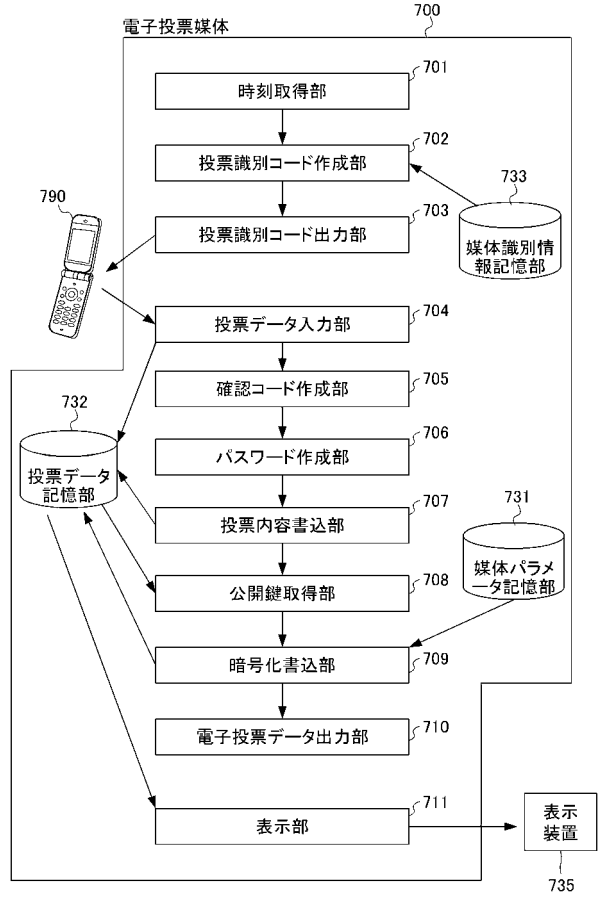 電子投票媒体
700
701
時刻取得部
702
投票識別コード作成部
733
媒体識別情
報記憶部
790
703
投票識別コード出力部
704
投票データ入力部
705
確認コード作成部
732
投票データ
記憶部
706
パスワード作成部
707
投票内容書込部
731
媒体パラメ
ータ記憶部
708
公開鍵取得部
709
暗号化書込部
710
電子投票データ出力部
711
表示部
表示
装置
735